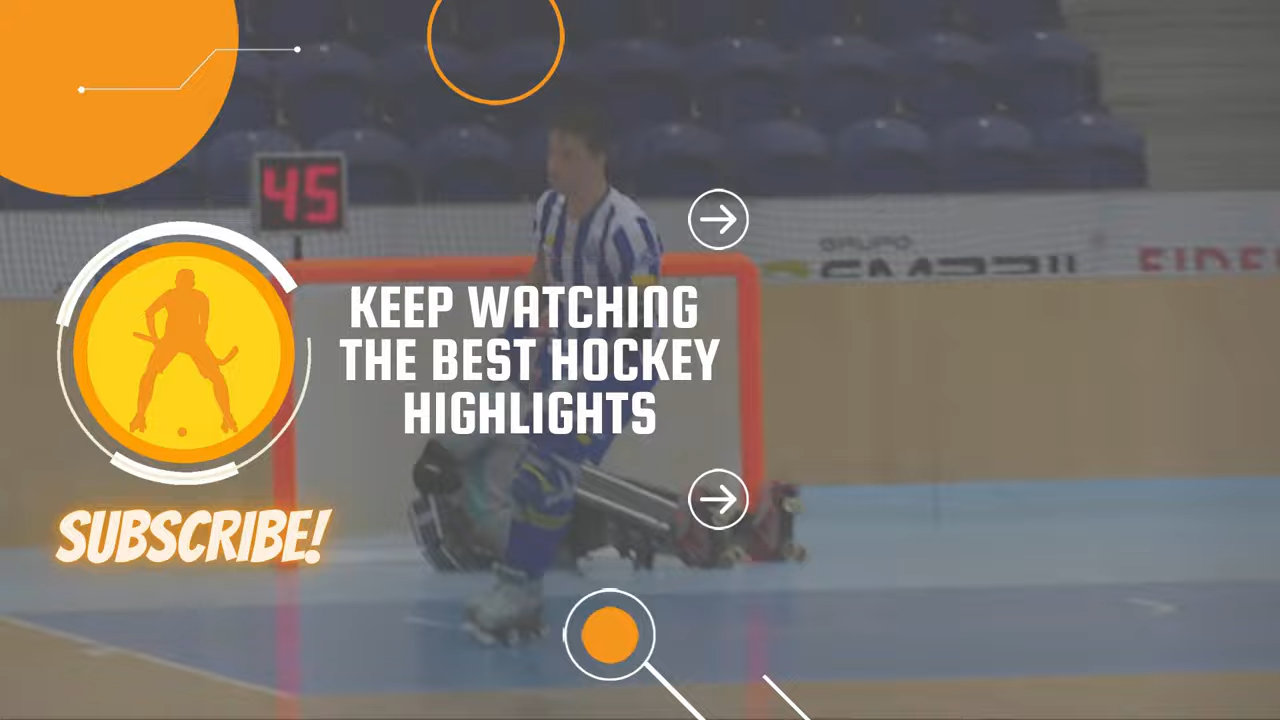 45
GRUPO
KEEP WATCHING
THE BEST HOCKEY
HIGHLIGHTS
SUBSCRIBE!